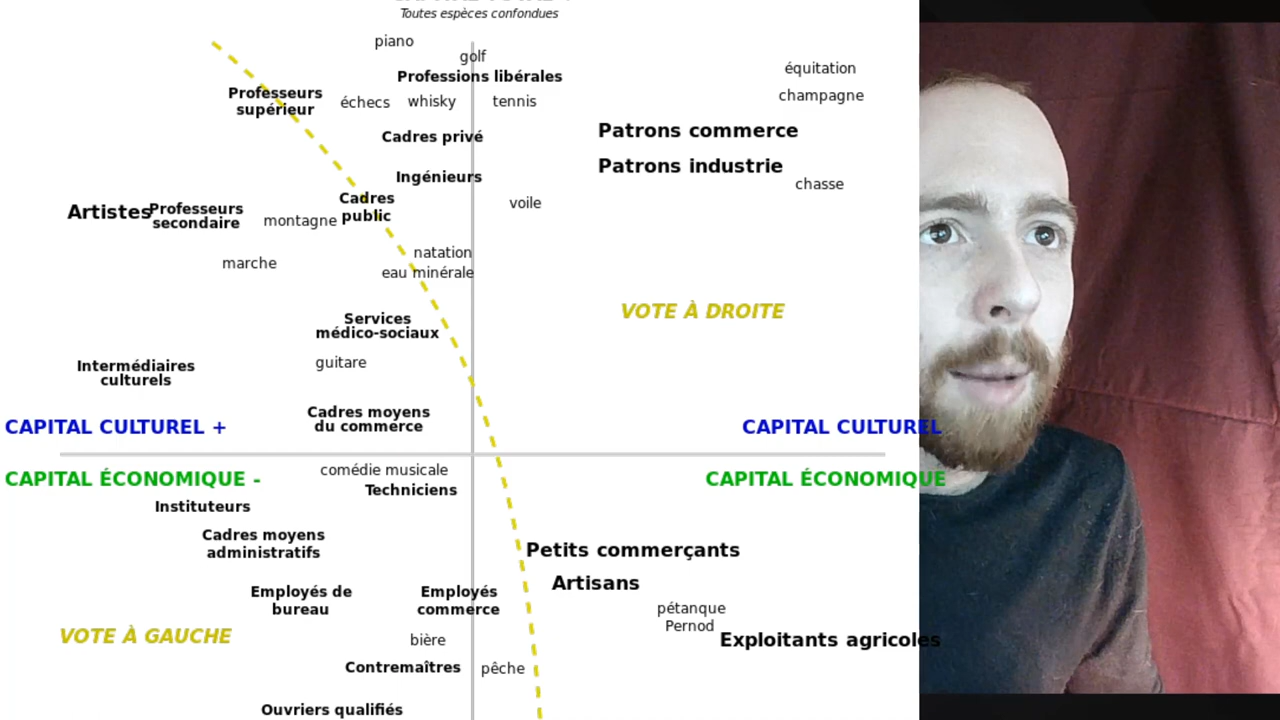 Toutes espèces confondues
piano
golf
Professions libérales
équitation
Professeurs
supérieur
échecs
whisky
tennis
champagne
Patrons commerce
Cadres privé
Patrons industrie
Ingénieurs
chasse
Cadres
public
voile
Artistes
Professeurs
secondaire
montagne
natation
marche
eau minérale
VOTE À DROITE
Services
médico-sociaux
guitare
Intermédiaires
culturels
Cadres moyens
du commerce
CAPITAL CULTUREL +
CAPITAL CULTUREL
CAPITAL ÉCONOMIQUE -
CAPITAL ÉCONOMIQUE
comédie musicale
Techniciens
Instituteurs
Cadres moyens
administratifs
Petits commerçants
Artisans
Employés de
bureau
Employés
commerce
pétanque
Pernod
VOTE À GAUCHE
bière
Exploitants agricoles
Contremaîtres
pêche
Ouvriers qualifiés